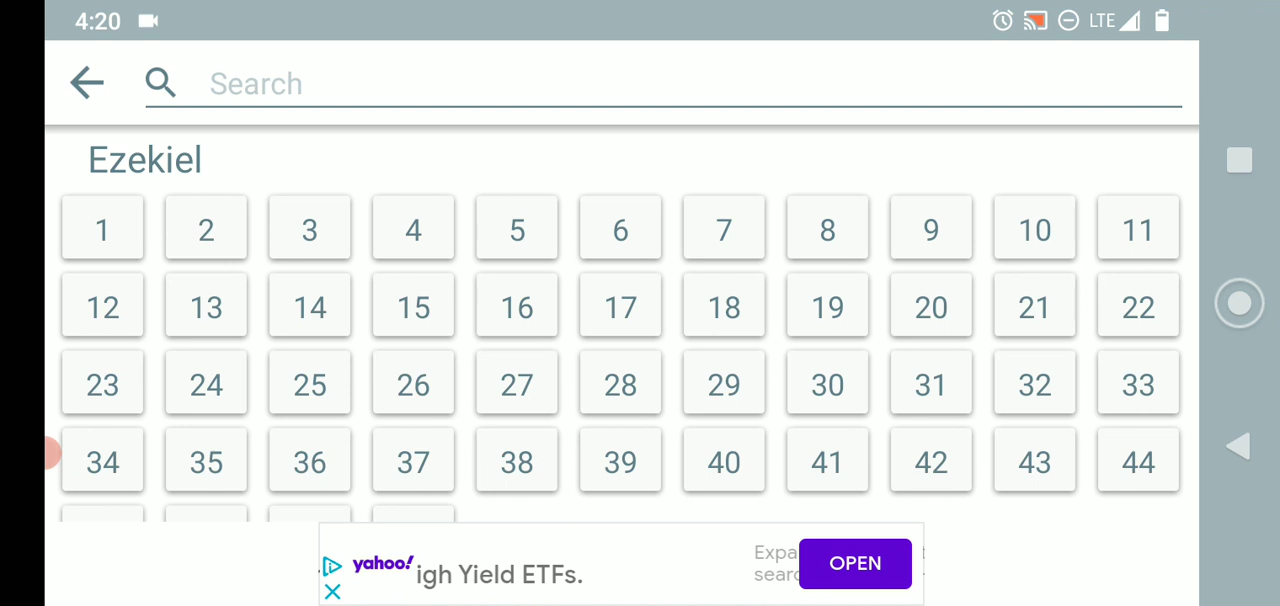 4:20 LTE
Search
Ezekiel
1 2 3 4 5 6 7 8 9 10 11
12 13 14 15 16 17 18 19 20 21 22
23 24 25 26 27 28 29 30 31 32 33
34 35 36 37 38 39 40 41 42 43 44
yahoo!
igh Yield ETFs.
OPEN